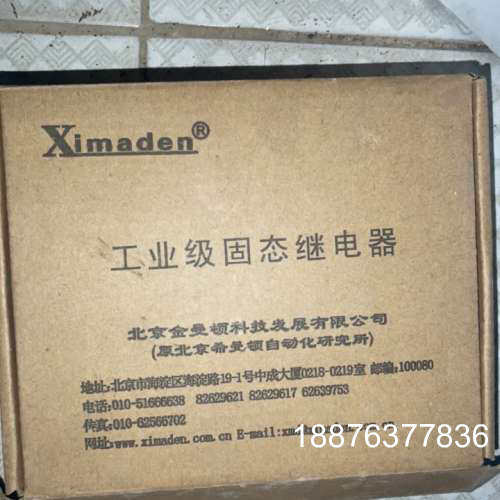 Ximaden®
工业级固态继电器
北京金曼顿科技发展有限公司
(原北京希曼顿自动化研究所)
地址:北京市海淀区海淀路19-1号中成大厦0218-0219室 邮编:100080
电话:010-51666638 82629621 82629617 62639753
传真:010-62566702
网址:www.ximaden.com.cn E-mail:
18876377836